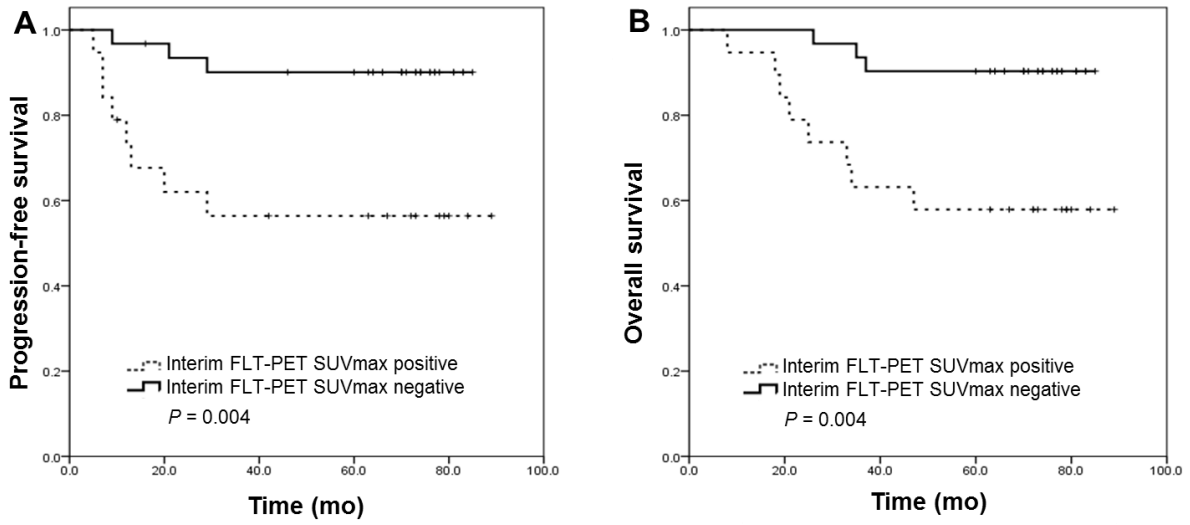 A
Progression-free survival
1.0
0.8
0.6
0.4
0.2
0.0
Interim FLT-PET SUVmax positive
Interim FLT-PET SUVmax negative
P = 0.004
0.0 20.0 40.0 60.0 80.0 100.0
Time (mo)
B
Overall survival
1.0
0.8
0.6
0.4
0.2
0.0
Interim FLT-PET SUVmax positive
Interim FLT-PET SUVmax negative
P = 0.004
0.0 20.0 40.0 60.0 80.0 100.0
Time (mo)